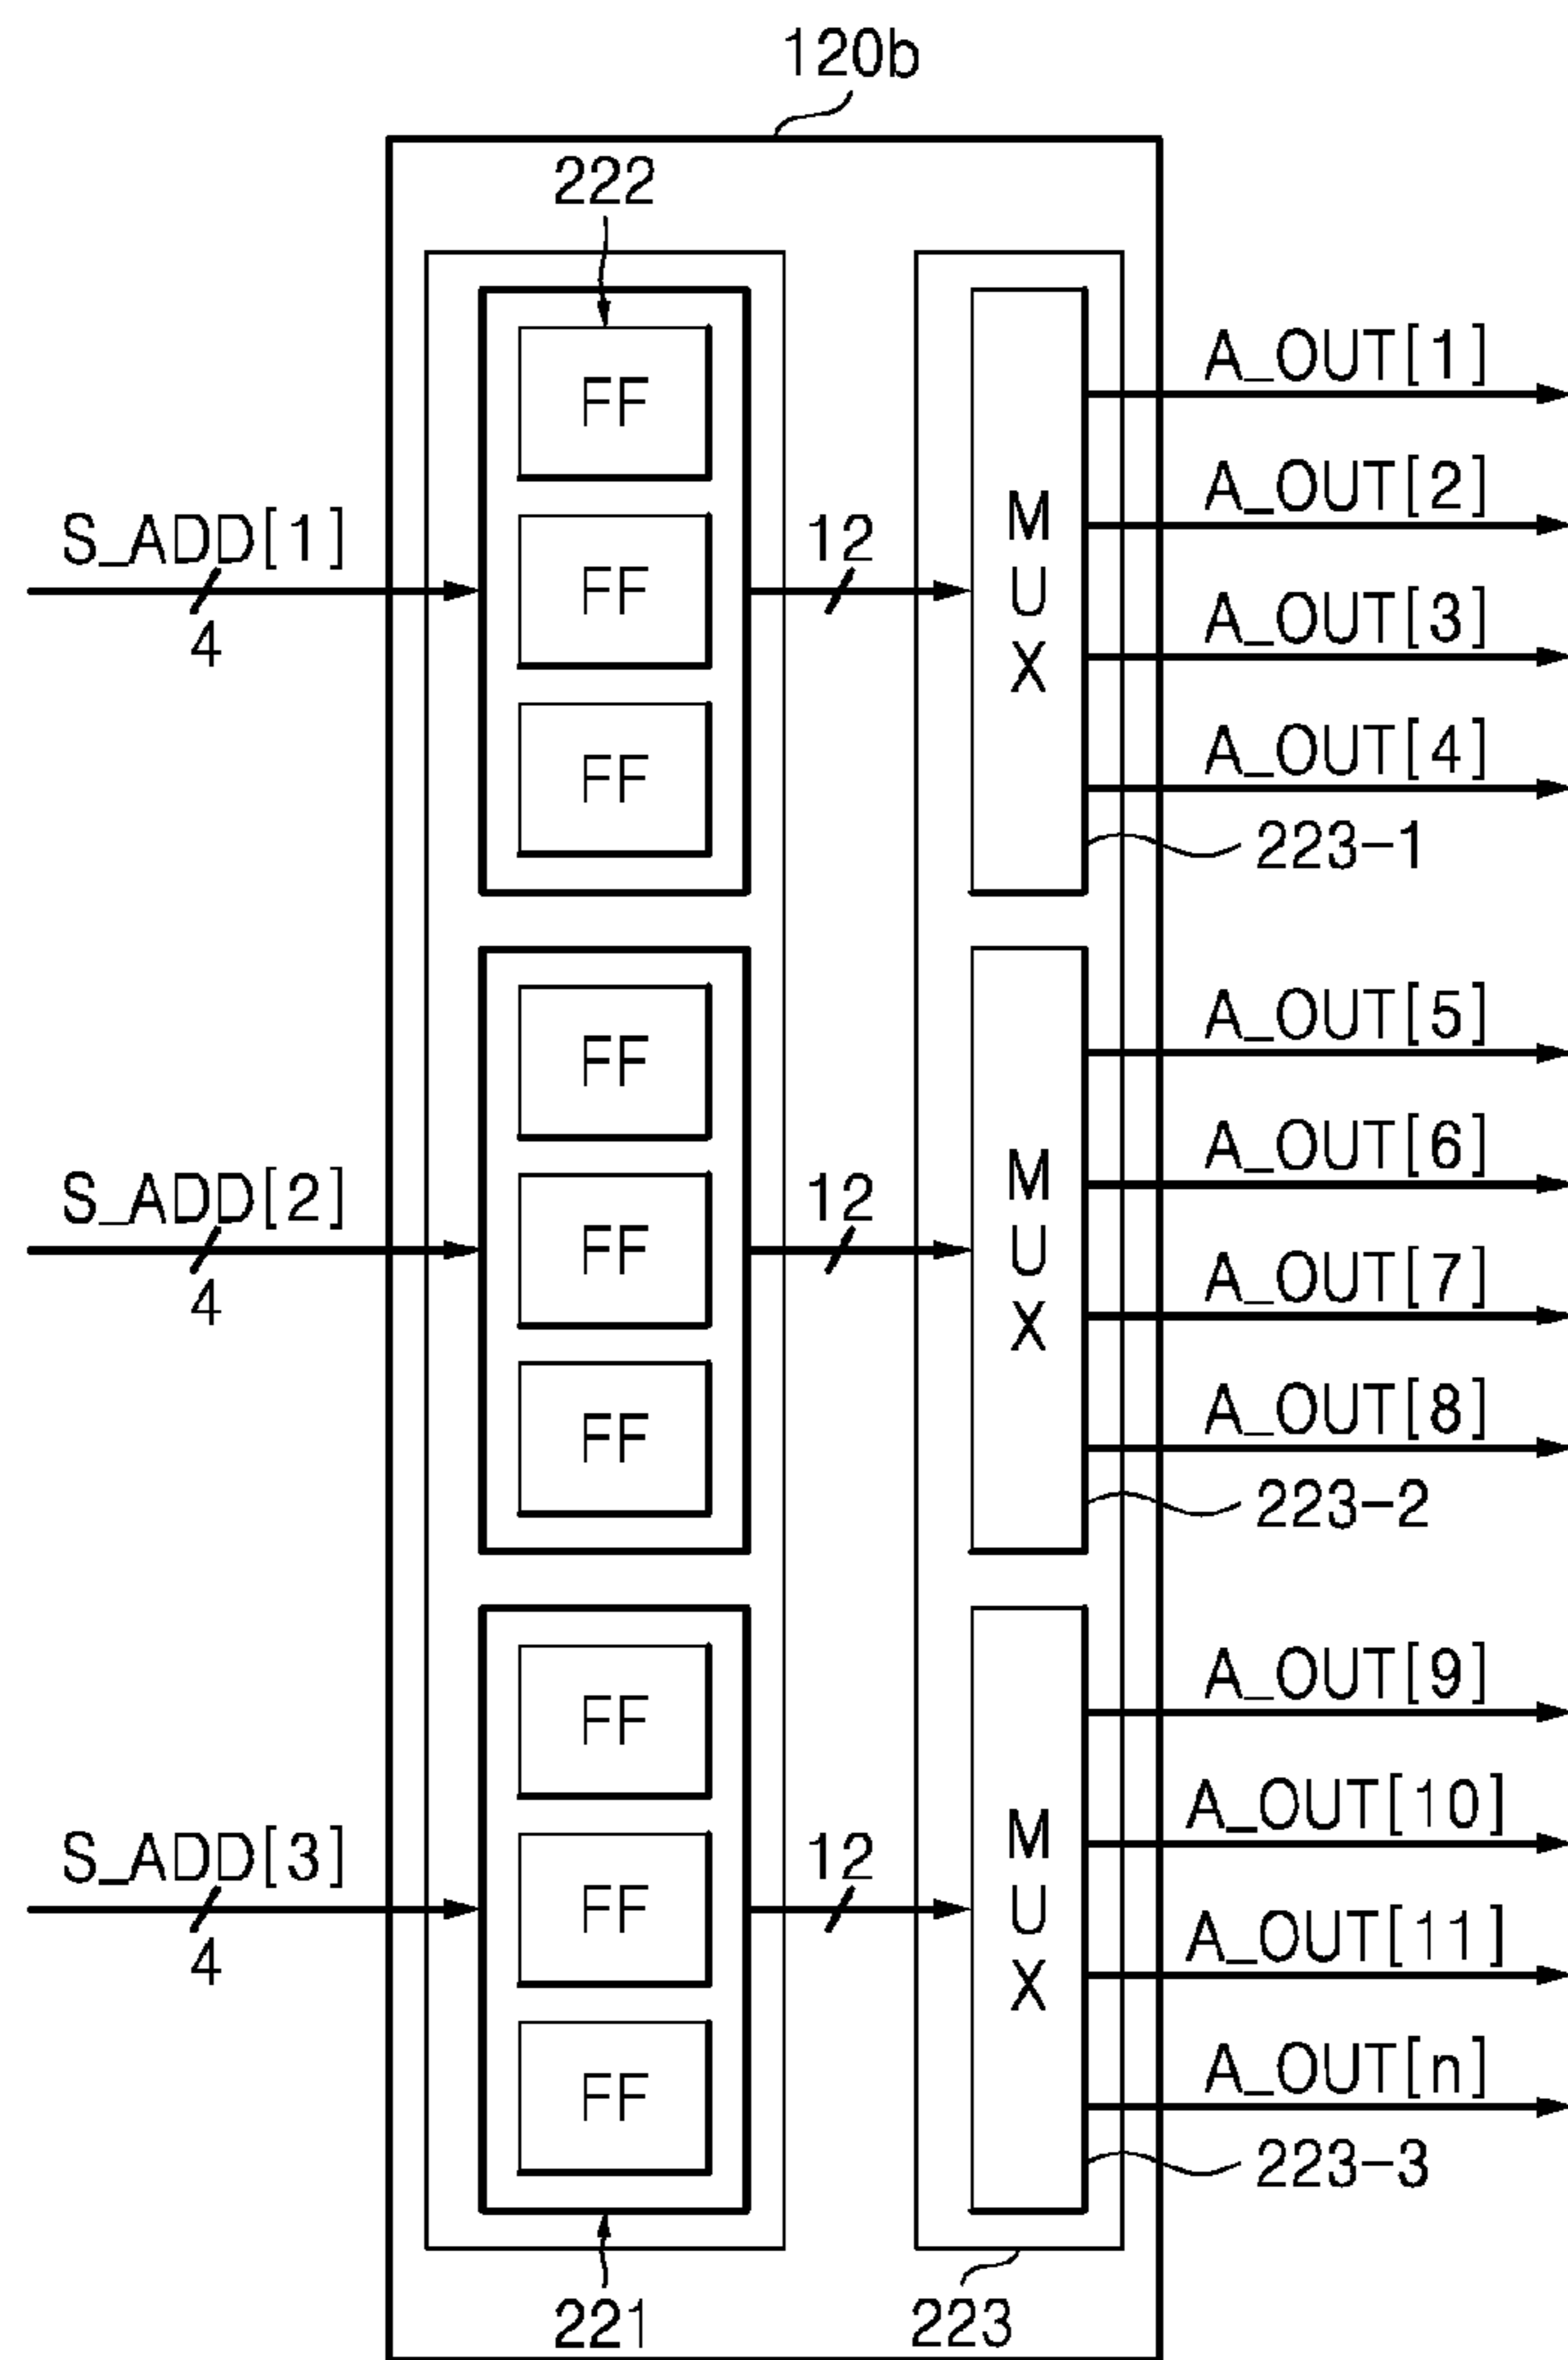 120b
222
FF
A_OUT[1]
A_OUT[2]
S_ADD[1]
4
FF
12
M
U
X
A_OUT[3]
FF
A_OUT[4]
223-1
FF
A_OUT[5]
A_OUT[6]
S_ADD[2]
4
FF
12
M
U
X
A_OUT[7]
FF
A_OUT[8]
223-2
FF
A_OUT[9]
A_OUT[10]
S_ADD[3]
4
FF
12
M
U
X
A_OUT[11]
FF
A_OUT[n]
223-3
221
223